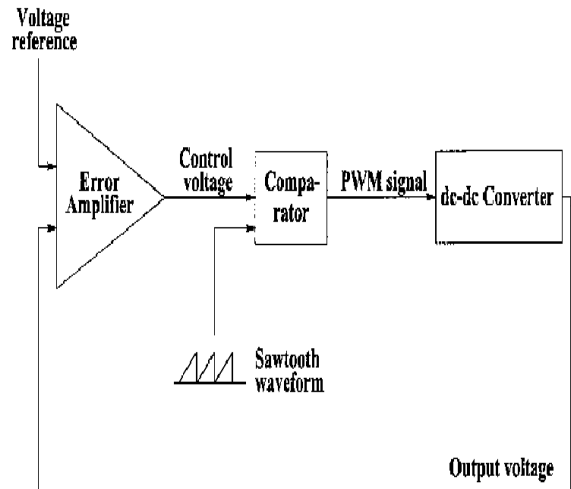 Voltage
reference
Error
Amplifier
Control
voltage
Compa-
rator
PWM signal
dc-dc Converter
Sawtooth
waveform
Output voltage